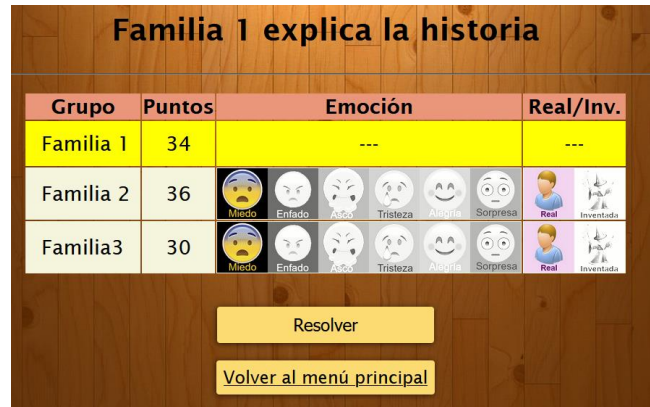 Familia 1 explica la historia
Grupo Puntos Emoción Real/Inv.
Familia 1 34 --- ---
Familia 2 36 Miedo Enfado Asco Tristeza Alegría Sorpresa Real Inventada
Familia3 30 Miedo Enfado Asco Tristeza Alegría Sorpresa Real Inventada
Resolver
Volver al menú principal